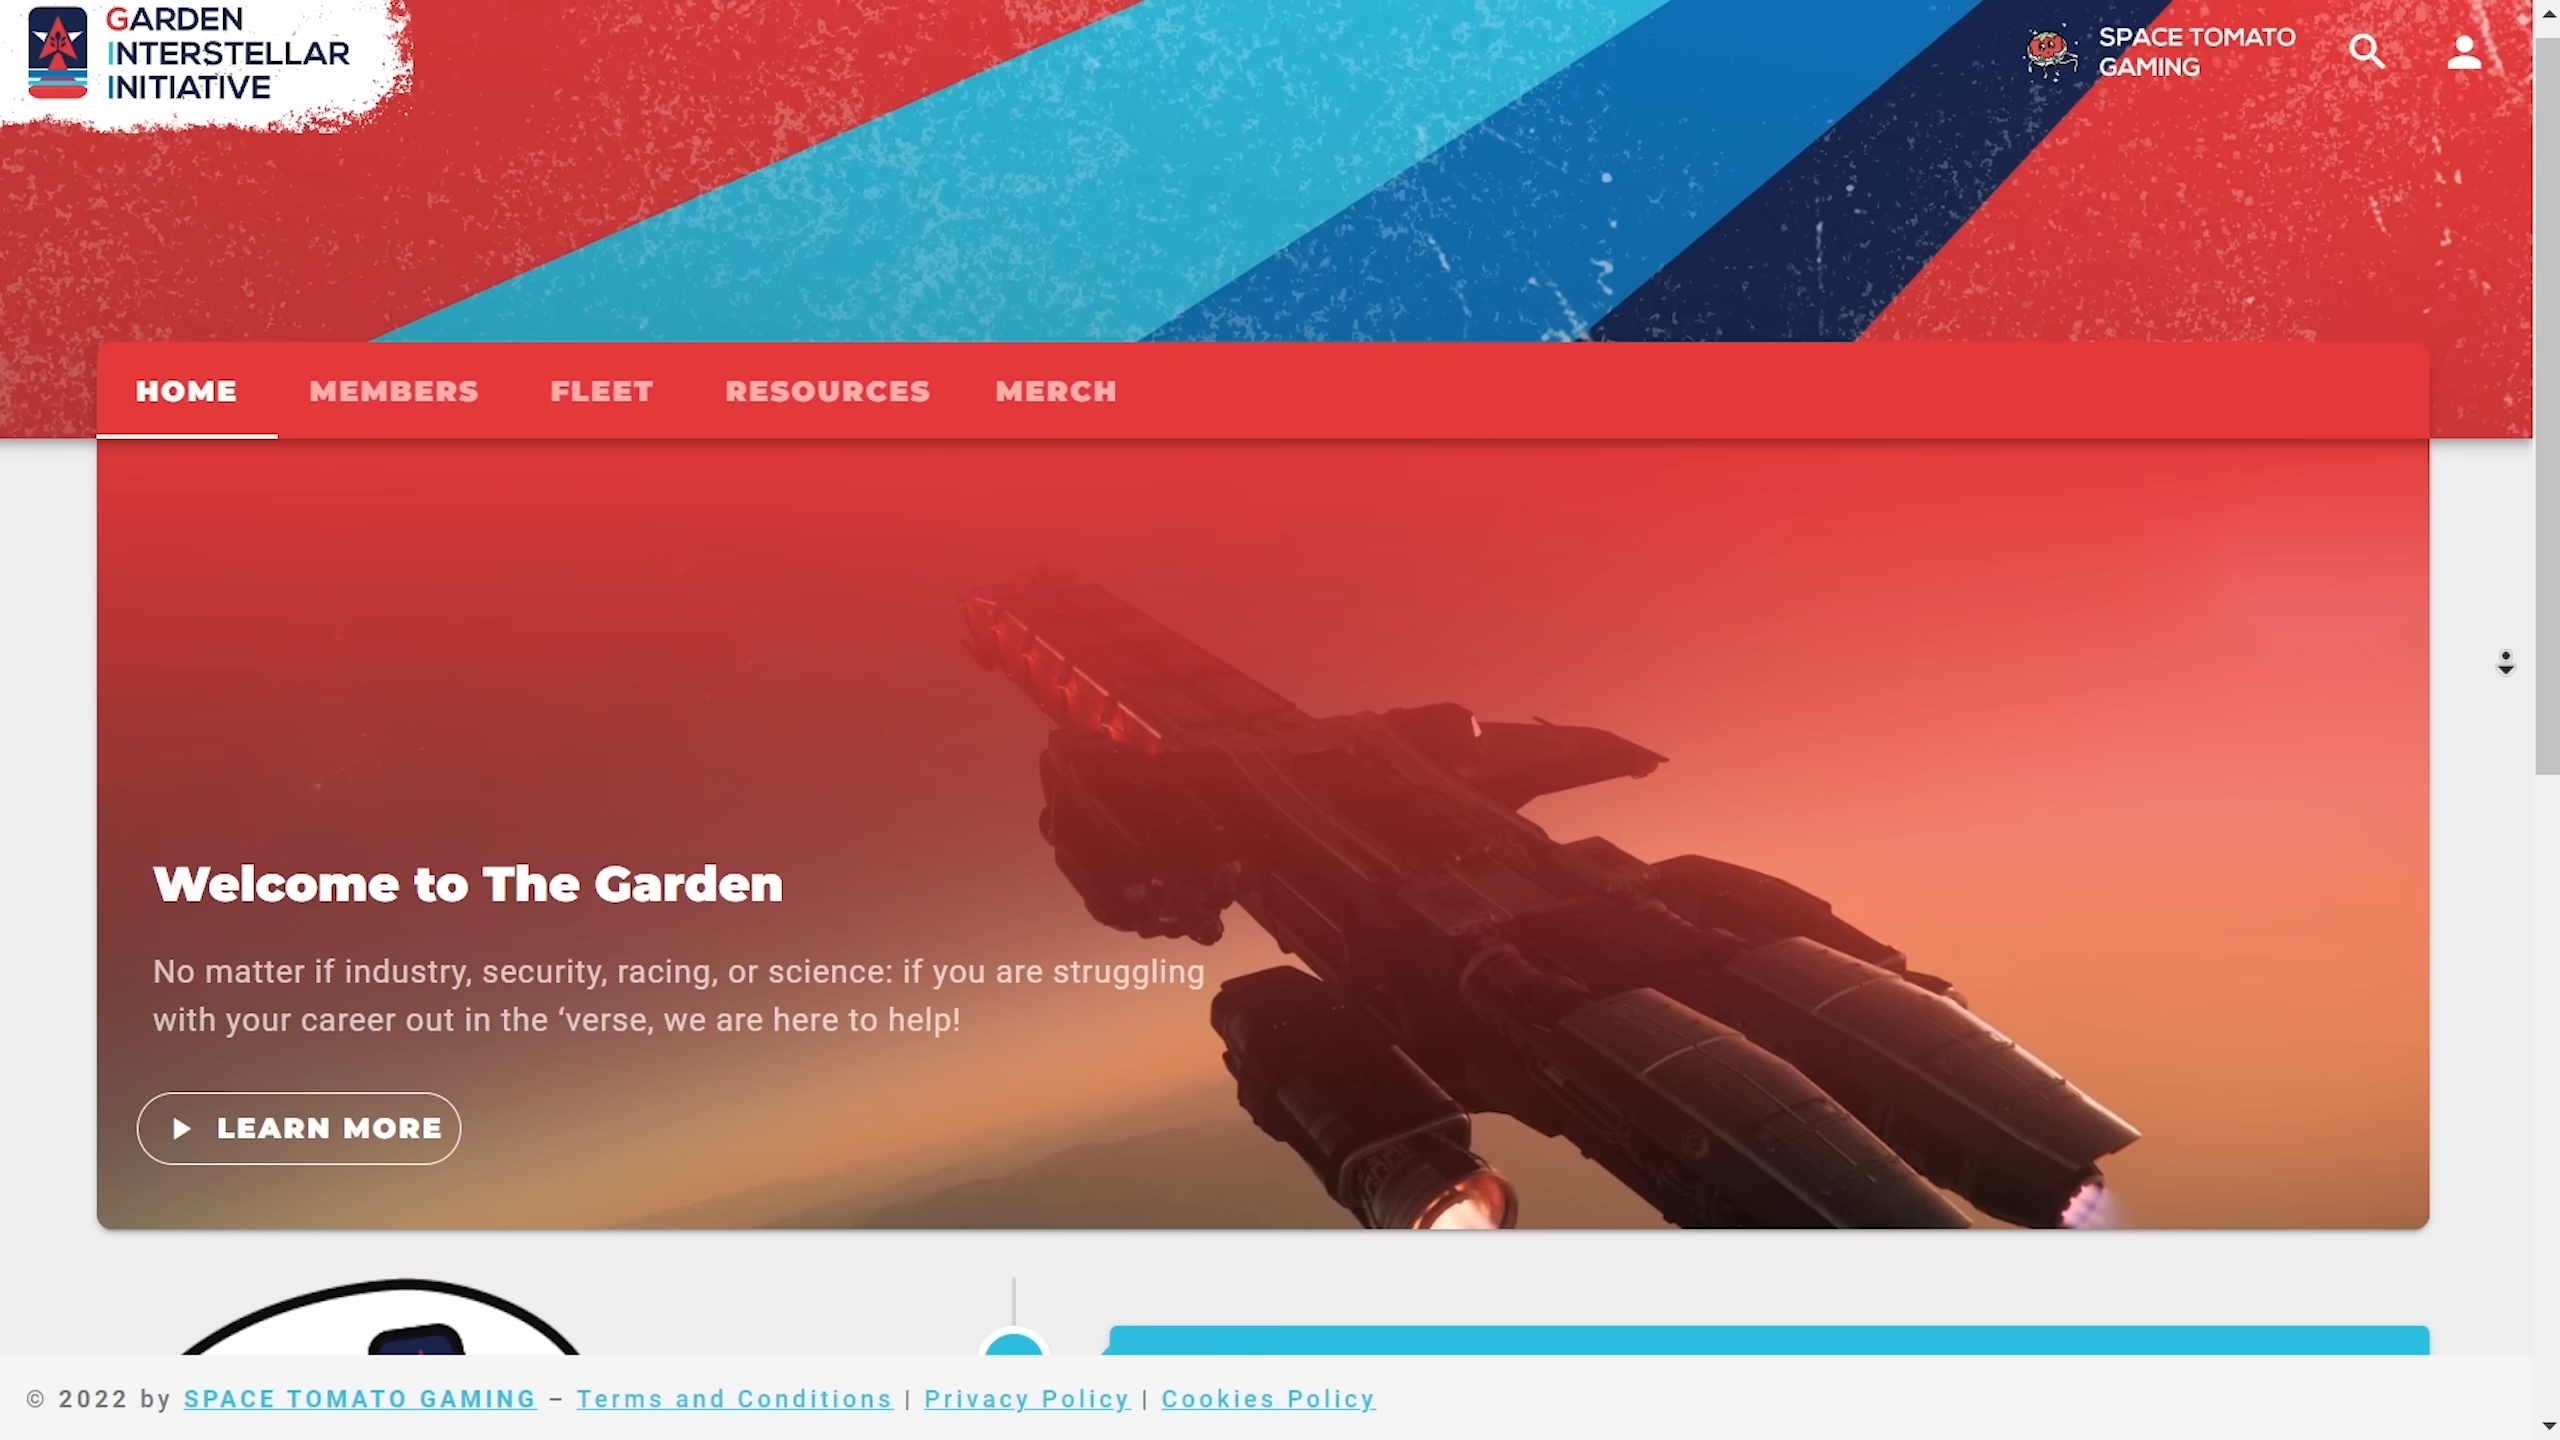 GARDEN
INTERSTELLAR
INITIATIVE
SPACE TOMATO
GAMING
HOME MEMBERS FLEET RESOURCES MERCH
Welcome to The Garden
No matter if industry, security, racing, or science: if you are struggling
with your career out in the ‘verse, we are here to help!
LEARN MORE
© 2022 by SPACE TOMATO GAMING – Terms and Conditions | Privacy Policy | Cookies Policy